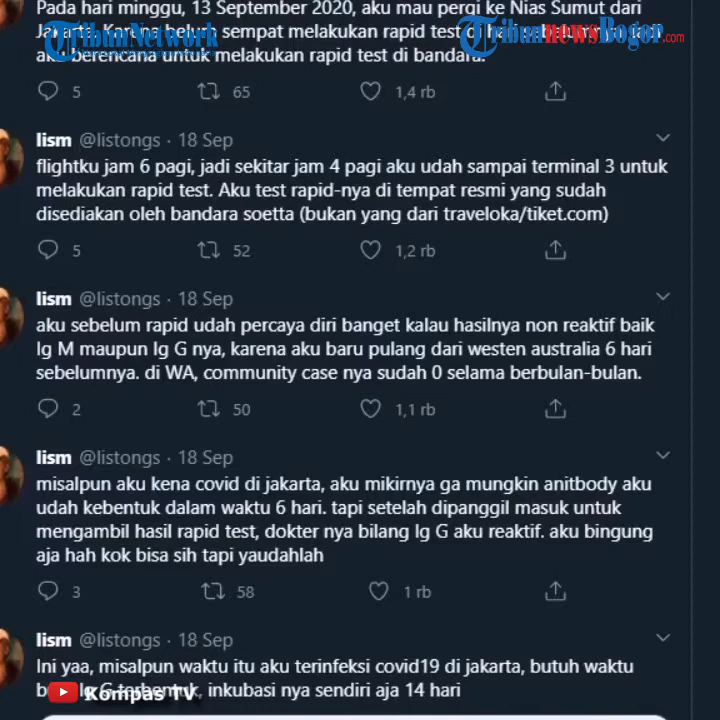 Pada hari minggu, 13 September 2020, aku mau pergi ke Nias Sumut dari
Jakarta. Karena belum sempat melakukan rapid test di
aku berencana untuk melakukan rapid test di bandara.
Tribun Network
TribunnewsBogor.com
5 65 1,4 rb
lism @listongs · 18 Sep
flightku jam 6 pagi, jadi sekitar jam 4 pagi aku udah sampai terminal 3 untuk
melakukan rapid test. Aku test rapid-nya di tempat resmi yang sudah
disediakan oleh bandara soetta (bukan yang dari traveloka/tiket.com)
5 52 1,2 rb
lism @listongs · 18 Sep
aku sebelum rapid udah percaya diri banget kalau hasilnya non reaktif baik
Ig M maupun Ig G nya, karena aku baru pulang dari westen australia 6 hari
sebelumnya. di WA, community case nya sudah 0 selama berbulan-bulan.
2 50 1,1 rb
lism @listongs · 18 Sep
misalpun aku kena covid di jakarta, aku mikirnya ga mungkin anitbody aku
udah kebentuk dalam waktu 6 hari. tapi setelah dipanggil masuk untuk
mengambil hasil rapid test, dokter nya bilang Ig G aku reaktif. aku bingung
aja hah kok bisa sih tapi yaudahlah
3 58 1 rb
lism @listongs · 18 Sep
Ini yaa, misalpun waktu itu aku terinfeksi covid19 di jakarta, butuh waktu
Ig G terbentuk, inkubasi nya sendiri aja 14 hari
Kompas TV